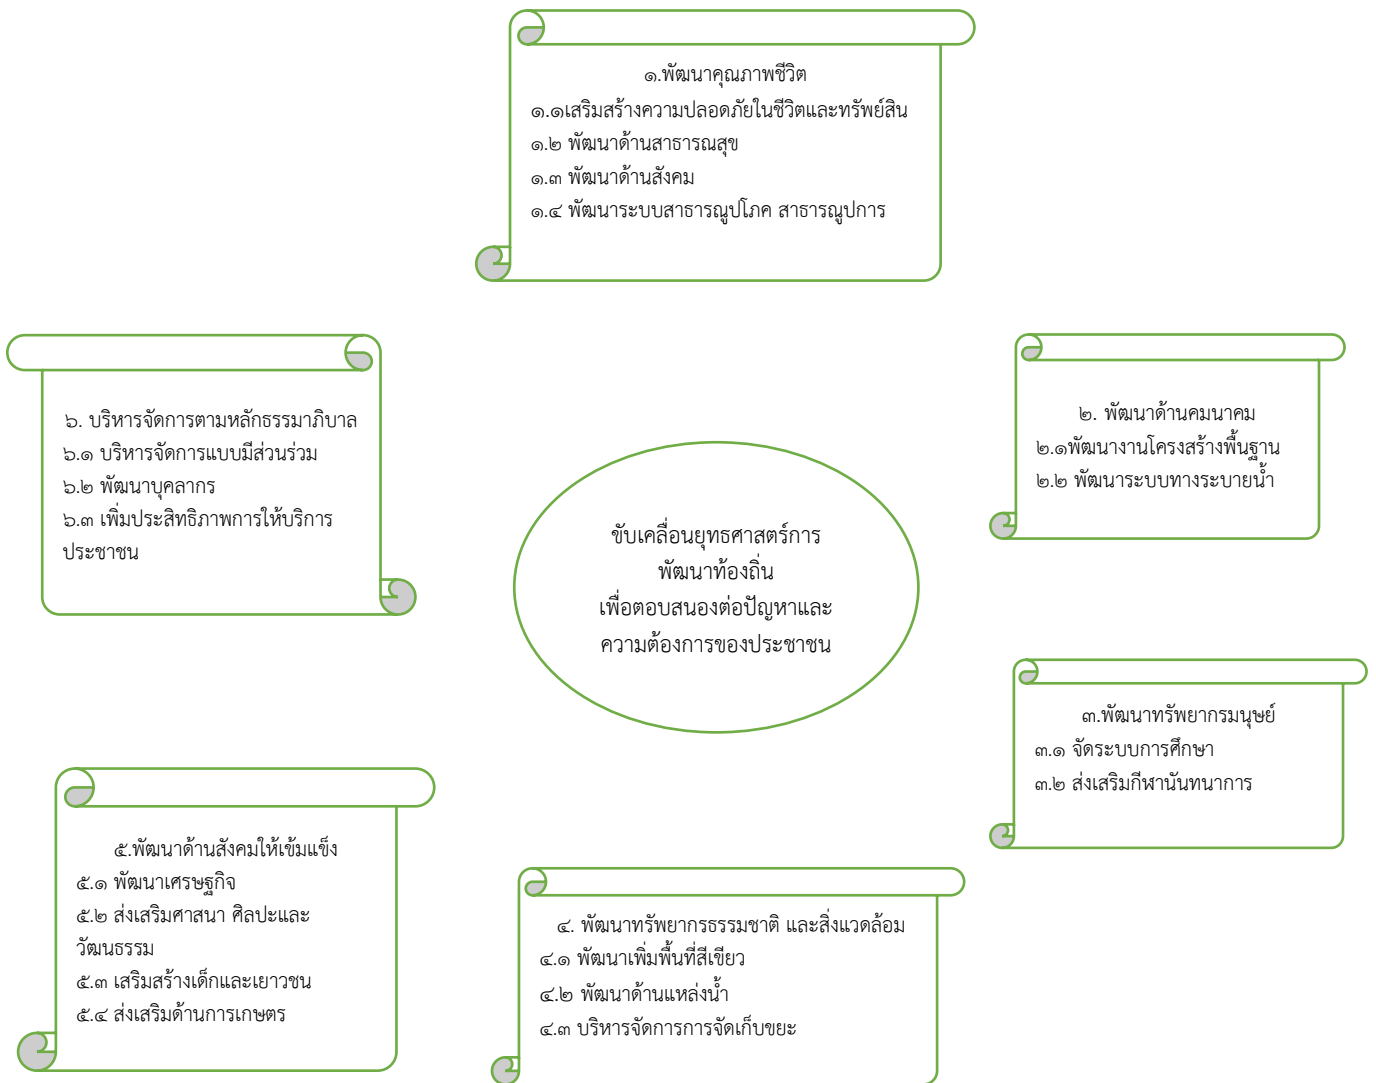 ๑.พัฒนาคุณภาพชีวิต
๑.๑เสริมสร้างความปลอดภัยในชีวิตและทรัพย์สิน
๑.๒ พัฒนาด้านสาธารณสุข
๑.๓ พัฒนาด้านสังคม
๑.๔ พัฒนาระบบสาธารณูปโภค สาธารณูปการ
๒. พัฒนาด้านคมนาคม
๒.๑พัฒนางานโครงสร้างพื้นฐาน
๒.๒ พัฒนาระบบทางระบายน้ำ
๓.พัฒนาทรัพยากรมนุษย์
๓.๑ จัดระบบการศึกษา
๓.๒ ส่งเสริมกีฬานันทนาการ
๔. พัฒนาทรัพยากรธรรมชาติ และสิ่งแวดล้อม
๔.๑ พัฒนาเพิ่มพื้นที่สีเขียว
๔.๒ พัฒนาด้านแหล่งน้ำ
๔.๓ บริหารจัดการการจัดเก็บขยะ
๕.พัฒนาด้านสังคมให้เข้มแข็ง
๕.๑ พัฒนาเศรษฐกิจ
๕.๒ ส่งเสริมศาสนา ศิลปะและ
วัฒนธรรม
๕.๓ เสริมสร้างเด็กและเยาวชน
๕.๔ ส่งเสริมด้านการเกษตร
๖. บริหารจัดการตามหลักธรรมาภิบาล
๖.๑ บริหารจัดการแบบมีส่วนร่วม
๖.๒ พัฒนาบุคลากร
๖.๓ เพิ่มประสิทธิภาพการให้บริการ
ประชาชน
ขับเคลื่อนยุทธศาสตร์การ
พัฒนาท้องถิ่น
เพื่อตอบสนองต่อปัญหาและ
ความต้องการของประชาชน